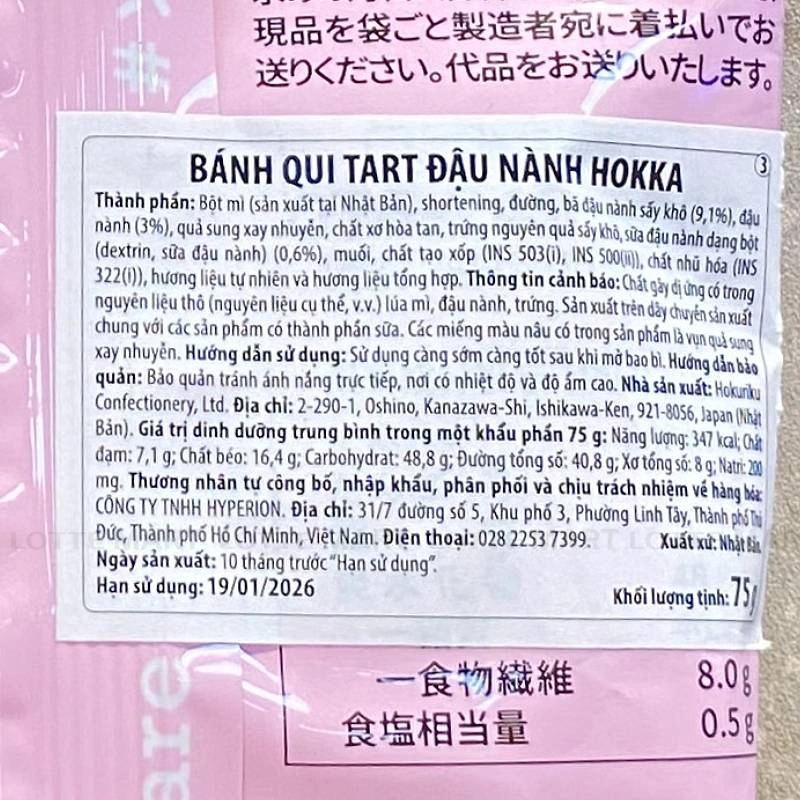 現品を袋ごと製造者宛に着払いでお
送りください。代品をお送りいたします。
BÁNH QUI TART ĐẬU NÀNH HOKKA
3
Thành phần: Bột mì (sản xuất tại Nhật Bản), shortening, đường, bã đậu nành sấy khô (9,1%), đậu
nành (3%), quả sung xay nhuyễn, chất xơ hòa tan, trứng nguyên quả sấy khô, sữa đậu nành dạng bột
(dextrin, sữa đậu nành) (0,6%), muối, chất tạo xốp (INS 503(i), INS 500(ii)), chất nhũ hóa (INS
322(i)), hương liệu tự nhiên và hương liệu tổng hợp. Thông tin cảnh báo: Chất gây dị ứng có trong
nguyên liệu thô (nguyên liệu cụ thể, v.v.) lúa mì, đậu nành, trứng. Sản xuất trên dây chuyền sản xuất
chung với các sản phẩm có thành phần sữa. Các miếng màu nâu có trong sản phẩm là vụn quả sung
xay nhuyễn. Hướng dẫn sử dụng: Sử dụng càng sớm càng tốt sau khi mở bao bì. Hướng dẫn bảo
quản: Bảo quản tránh ánh nắng trực tiếp, nơi có nhiệt độ và độ ẩm cao. Nhà sản xuất: Hokuriku
Confectionery, Ltd. Địa chỉ: 2-290-1, Oshino, Kanazawa-Shi, Ishikawa-Ken, 921-8056, Japan (Nhật
Bản). Giá trị dinh dưỡng trung bình trong một khẩu phần 75 g: Năng lượng: 347 kcal; Chất
đạm: 7,1 g; Chất béo: 16,4 g; Carbohydrat: 48,8 g; Đường tổng số: 40,8 g; Xơ tổng số: 8 g; Natri: 200
mg. Thương nhân tự công bố, nhập khẩu, phân phối và chịu trách nhiệm về hàng hóa:
CÔNG TY TNHH HYPERION. Địa chỉ: 31/7 đường số 5, Khu phố 3, Phường Linh Tây, Thành phố Thủ
Đức, Thành phố Hồ Chí Minh, Việt Nam. Điện thoại: 028 2253 7399. Xuất xứ: Nhật Bản.
Ngày sản xuất: 10 tháng trước "Hạn sử dụng".
Hạn sử dụng: 19/01/2026
Khối lượng tịnh: 75g
食物繊維 8.0g
食塩相当量 0.5g
are